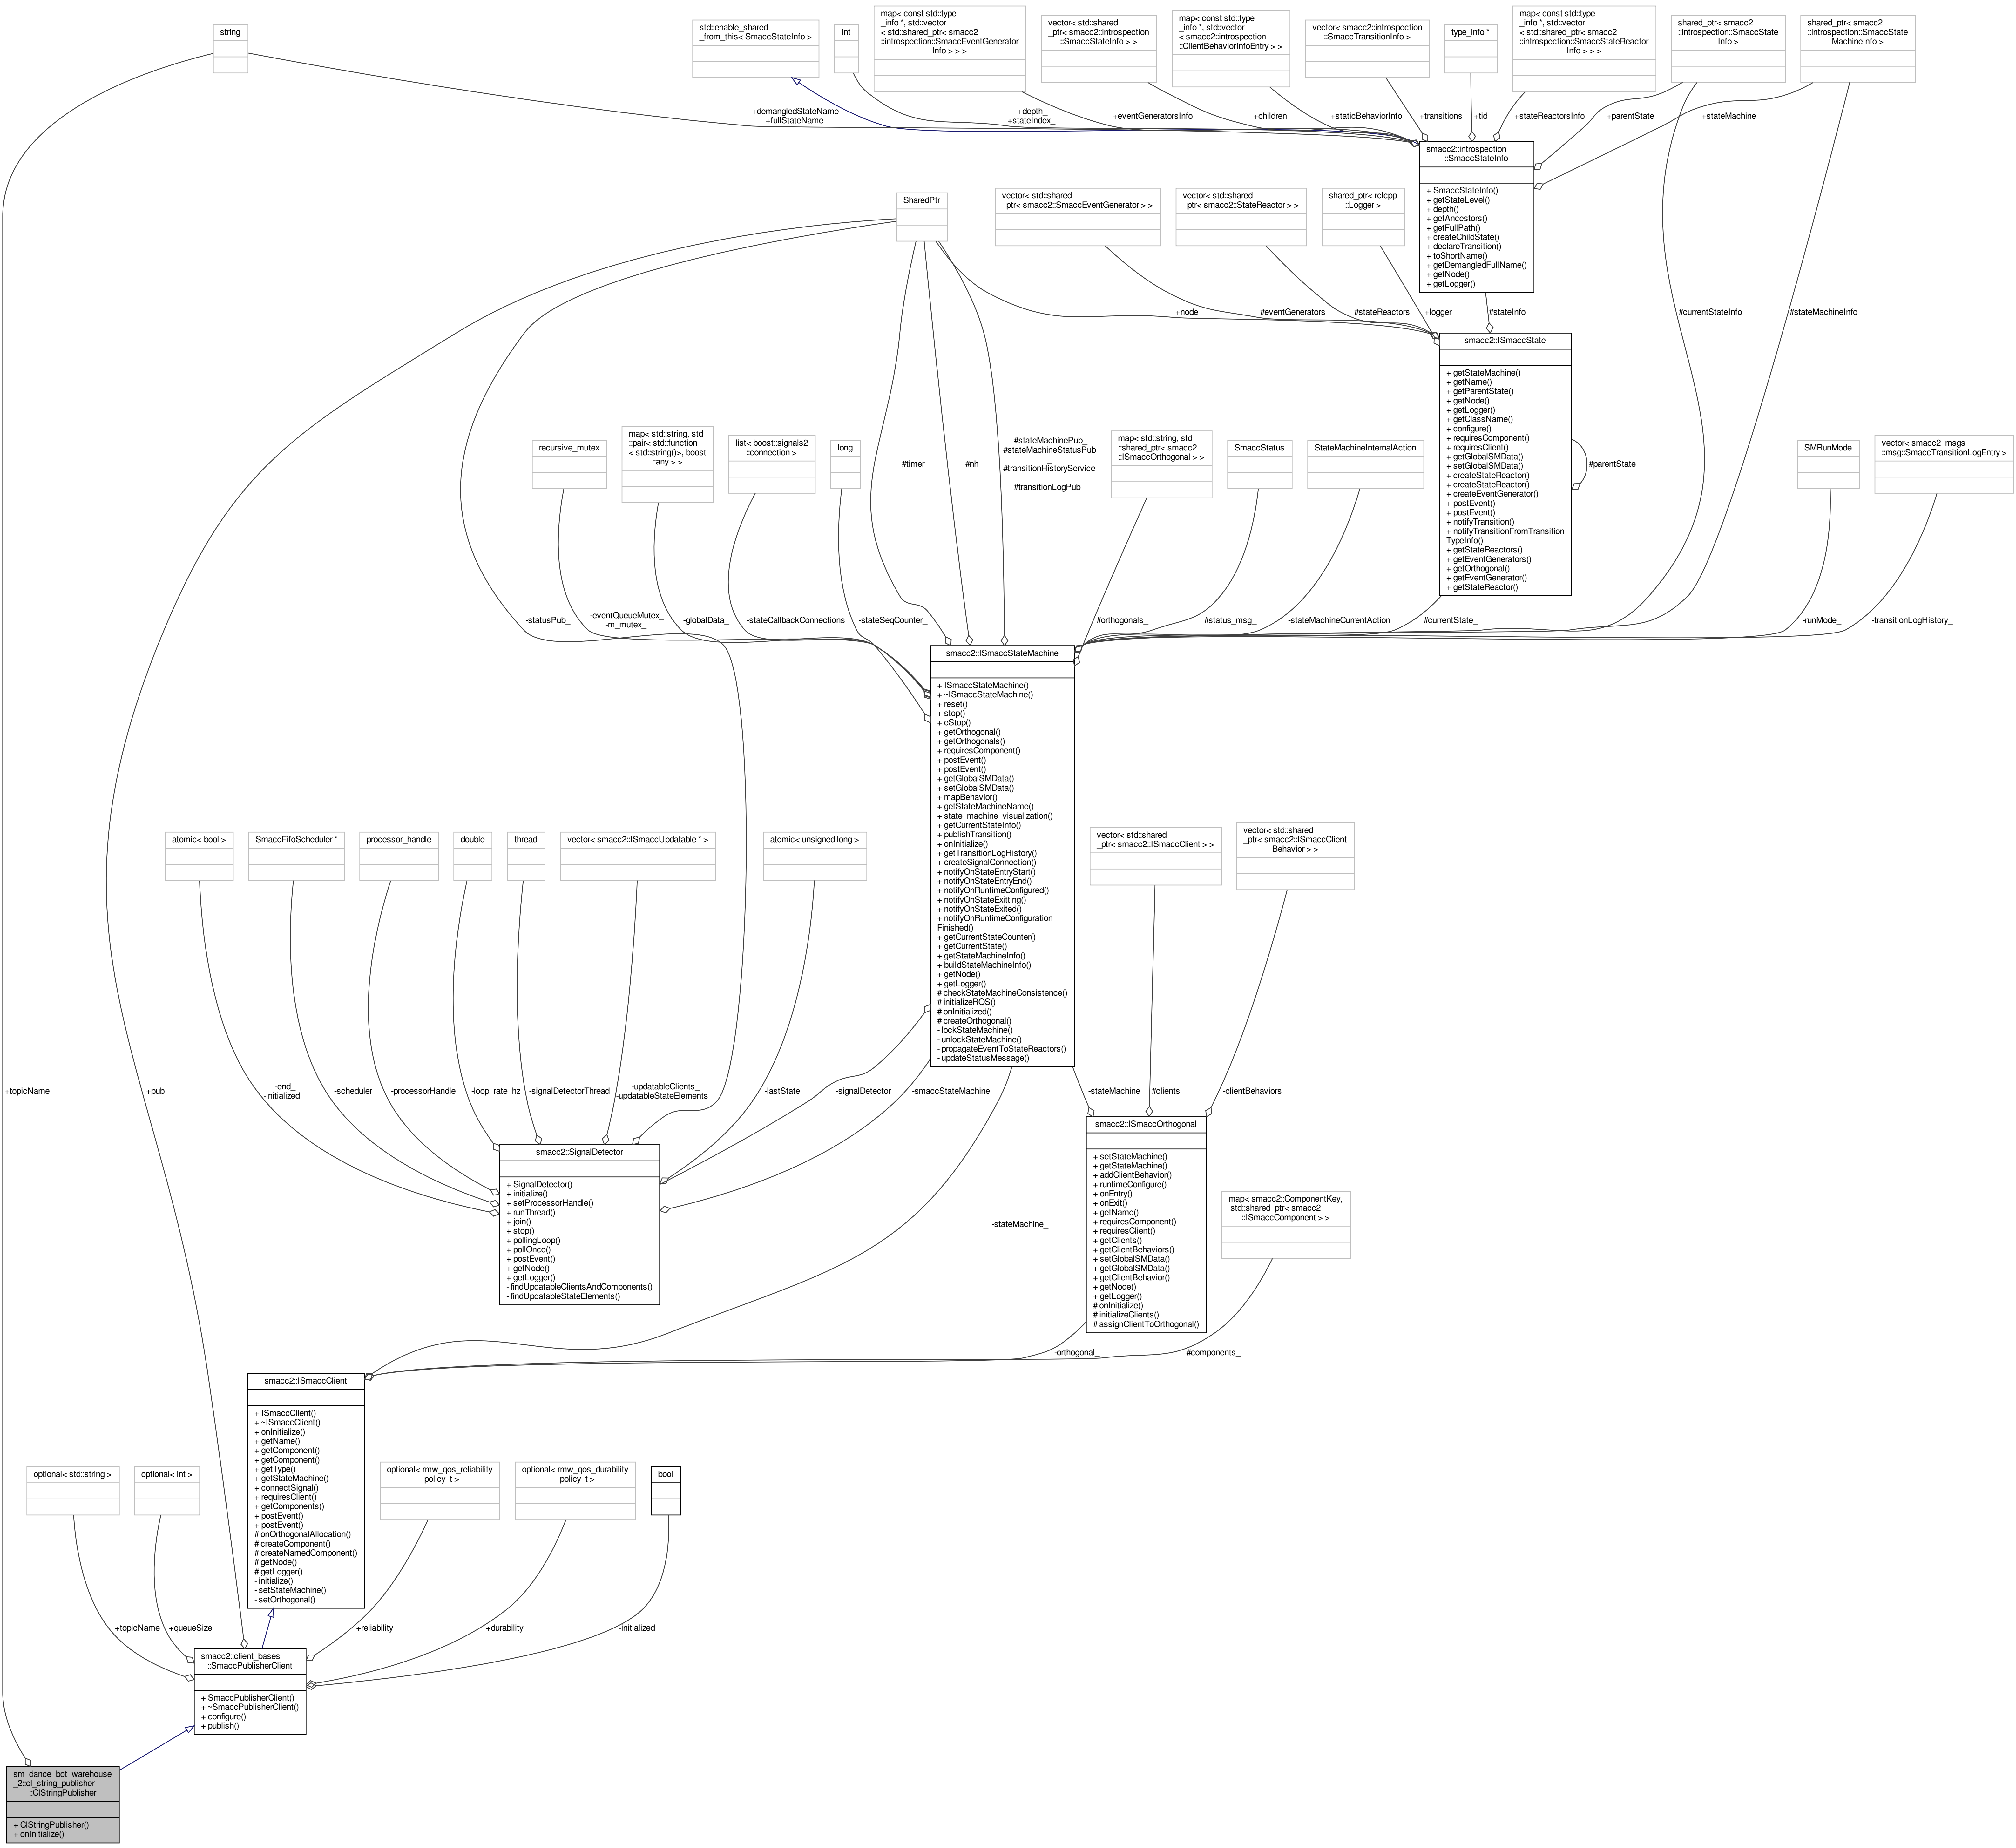 string
std::enable_shared
_from_this< SmaccStateInfo >
int
map< const std::type
_info *, std::vector
< std::shared_ptr< smacc2
::introspection::SmaccEventGenerator
Info > > >
vector< std::shared
_ptr< smacc2::introspection
::SmaccStateInfo > >
map< const std::type
_info *, std::vector
< smacc2::introspection
::ClientBehaviorInfoEntry > >
vector< smacc2::introspection
::SmaccTransitionInfo >
type_info *
map< const std::type
_info *, std::vector
< std::shared_ptr< smacc2
::introspection::SmaccStateReactor
Info > > >
shared_ptr< smacc2
::introspection::SmaccState
Info >
shared_ptr< smacc2
::introspection::SmaccState
MachineInfo >
+demangledStateName
+fullStateName
+depth_
+stateIndex_
+eventGeneratorsInfo
+children_
+staticBehaviorInfo
+transitions_
+tid_
+stateReactorsInfo
+parentState_
+stateMachine_
smacc2::introspection
::SmaccStateInfo
+ SmaccStateInfo()
+ getStateLevel()
+ depth()
+ getAncestors()
+ getFullPath()
+ createChildState()
+ declareTransition()
+ toShortName()
+ getDemangledFullName()
+ getNode()
+ getLogger()
SharedPtr
vector< std::shared
_ptr< smacc2::SmaccEventGenerator > >
vector< std::shared
_ptr< smacc2::StateReactor > >
shared_ptr< rclcpp
::Logger >
+node_
#eventGenerators_
#stateReactors_
+logger_
#stateInfo_
#currentStateInfo_
#stateMachineInfo_
smacc2::ISmaccState
+ getStateMachine()
+ getName()
+ getParentState()
+ getNode()
+ getLogger()
+ getClassName()
+ configure()
+ requiresComponent()
+ requiresClient()
+ getGlobalSMData()
+ setGlobalSMData()
+ createStateReactor()
+ createStateReactor()
+ createEventGenerator()
+ postEvent()
+ postEvent()
+ notifyTransition()
+ notifyTransitionFromTransition
TypeInfo()
+ getStateReactors()
+ getEventGenerators()
+ getOrthogonal()
+ getEventGenerator()
+ getStateReactor()
#parentState_
recursive_mutex
map< std::string, std
::pair< std::function
< std::string()>, boost
::any > >
list< boost::signals2
::connection >
long
#timer_
#nh_
#stateMachinePub_
#stateMachineStatusPub
_
#transitionHistoryService
_
#transitionLogPub_
map< std::string, std
::shared_ptr< smacc2
::ISmaccOrthogonal > >
SmaccStatus
StateMachineInternalAction
SMRunMode
vector< smacc2_msgs
::msg::SmaccTransitionLogEntry >
-statusPub_
-eventQueueMutex_
-m_mutex_
-globalData_
-stateCallbackConnections
-stateSeqCounter_
#orthogonals_
#status_msg_
-stateMachineCurrentAction
#currentState_
-runMode_
-transitionLogHistory_
smacc2::ISmaccStateMachine
+ ISmaccStateMachine()
+ ~ISmaccStateMachine()
+ reset()
+ stop()
+ eStop()
+ getOrthogonal()
+ getOrthogonals()
+ requiresComponent()
+ postEvent()
+ postEvent()
+ getGlobalSMData()
+ setGlobalSMData()
+ mapBehavior()
+ getStateMachineName()
+ state_machine_visualization()
+ getCurrentStateInfo()
+ publishTransition()
+ onInitialize()
+ getTransitionLogHistory()
+ createSignalConnection()
+ notifyOnStateEntryStart()
+ notifyOnStateEntryEnd()
+ notifyOnRuntimeConfigured()
+ notifyOnStateExitting()
+ notifyOnStateExited()
+ notifyOnRuntimeConfiguration
Finished()
+ getCurrentStateCounter()
+ getCurrentState()
+ getStateMachineInfo()
+ buildStateMachineInfo()
+ getNode()
+ getLogger()
# checkStateMachineConsistence()
# initializeROS()
# onInitialized()
# createOrthogonal()
- lockStateMachine()
- unlockStateMachine()
- propagateEventToStateReactors()
- updateStatusMessage()
atomic< bool >
SmaccFifoScheduler *
processor_handle
double
thread
vector< smacc2::ISmaccUpdatable * >
atomic< unsigned long >
vector< std::shared
_ptr< smacc2::ISmaccClient > >
vector< std::shared
_ptr< smacc2::ISmaccClient
Behavior > >
+topicName_
+pub_
-end_
-initialized_
-scheduler_
-processorHandle_
-loop_rate_hz
-signalDetectorThread_
-updatableClients_
-updatableStateElements_
-lastState_
-signalDetector_
-smaccStateMachine_
-stateMachine_
#clients_
-clientBehaviors_
smacc2::SignalDetector
+ SignalDetector()
+ initialize()
+ setProcessorHandle()
+ runThread()
+ join()
+ stop()
+ pollingLoop()
+ pollOnce()
+ postEvent()
+ getNode()
+ getLogger()
- findUpdatableClientsAndComponents()
- findUpdatableStateElements()
smacc2::ISmaccOrthogonal
+ setStateMachine()
+ getStateMachine()
+ addClientBehavior()
+ runtimeConfigure()
+ onEntry()
+ onExit()
+ getName()
+ requiresComponent()
+ requiresClient()
+ getClients()
+ getClientBehaviors()
+ setGlobalSMData()
+ getGlobalSMData()
+ getClientBehavior()
+ getNode()
+ getLogger()
# onInitialize()
# initializeClients()
# assignClientToOrthogonal()
map< smacc2::ComponentKey,
std::shared_ptr< smacc2
::ISmaccComponent > >
-stateMachine_
-orthogonal_
#components_
smacc2::ISmaccClient
+ ISmaccClient()
+ ~ISmaccClient()
+ onInitialize()
+ getName()
+ getComponent()
+ getComponent()
+ getType()
+ getStateMachine()
+ connectSignal()
+ requiresClient()
+ getComponents()
+ postEvent()
+ postEvent()
# onOrthogonalAllocation()
# createComponent()
# createNamedComponent()
# getNode()
# getLogger()
- initialize()
- setStateMachine()
- setOrthogonal()
optional< std::string >
optional< int >
optional< rmw_qos_reliability
_policy_t >
optional< rmw_qos_durability
_policy_t >
bool
+topicName
+queueSize
+reliability
+durability
-initialized_
smacc2::client_bases
::SmaccPublisherClient
+ SmaccPublisherClient()
+ ~SmaccPublisherClient()
+ configure()
+ publish()
sm_dance_bot_warehouse
_2::cl_string_publisher
::ClStringPublisher
+ ClStringPublisher()
+ onInitialize()